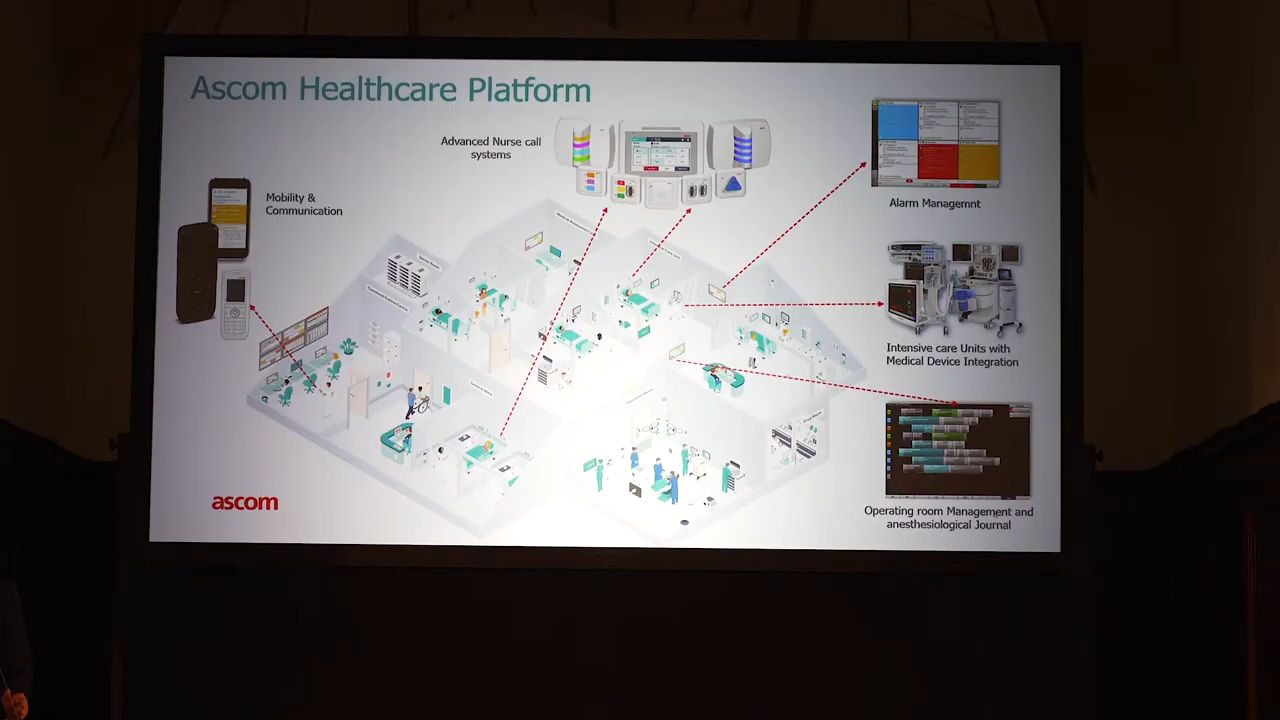 Ascom Healthcare Platform
Advanced Nurse call
systems
Mobility &
Communication
Alarm Managemnt
Intensive care Units with
Medical Device Integration
Operating room Management and
anesthesiological Journal
ascom